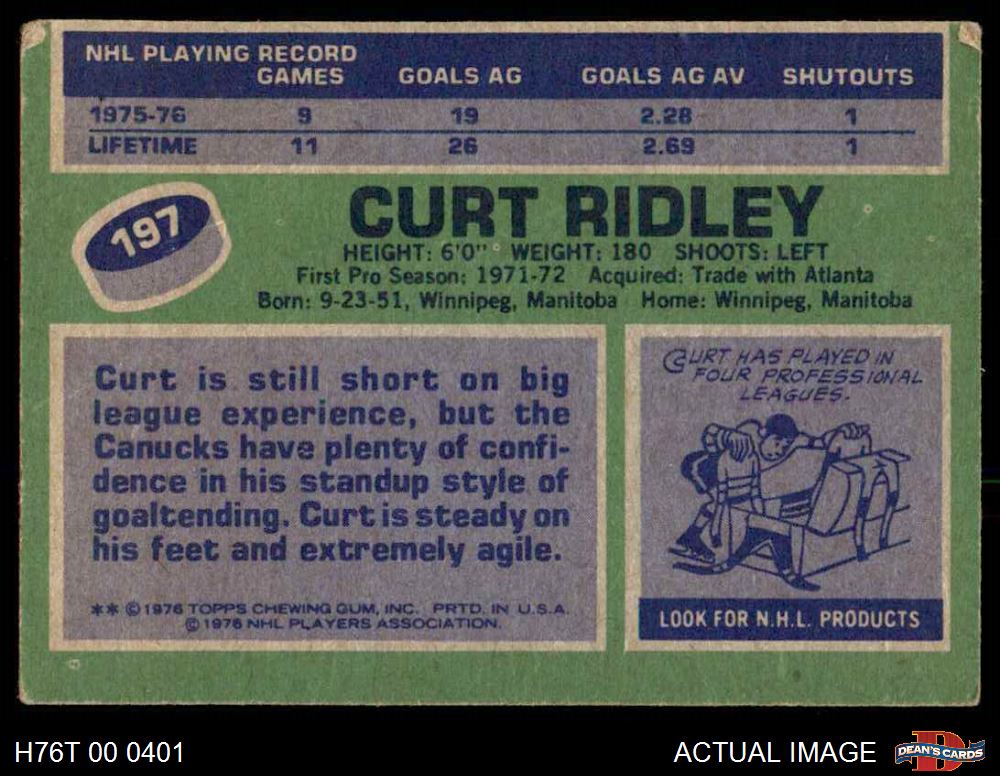 NHL PLAYING RECORD
GAMES GOALS AG GOALS AG AV SHUTOUTS
1975-76 9 19 2.28 1
LIFETIME 11 26 2.69 1
197
CURT RIDLEY
HEIGHT: 6'0" WEIGHT: 180 SHOOTS: LEFT
First Pro Season: 1971-72 Acquired: Trade with Atlanta
Born: 9-23-51, Winnipeg, Manitoba Home: Winnipeg, Manitoba
Curt is still short on big
league experience, but the
Canucks have plenty of confi-
dence in his standup style of
goaltending. Curt is steady on
his feet and extremely agile.
** © 1976 TOPPS CHEWING GUM, INC. PRTD. IN U.S.A.
© 1976 NHL PLAYERS ASSOCIATION.
CURT HAS PLAYED IN
FOUR PROFESSIONAL
LEAGUES.
LOOK FOR N.H.L. PRODUCTS
H76T 00 0401
ACTUAL IMAGE
D
DEAN'S CARDS